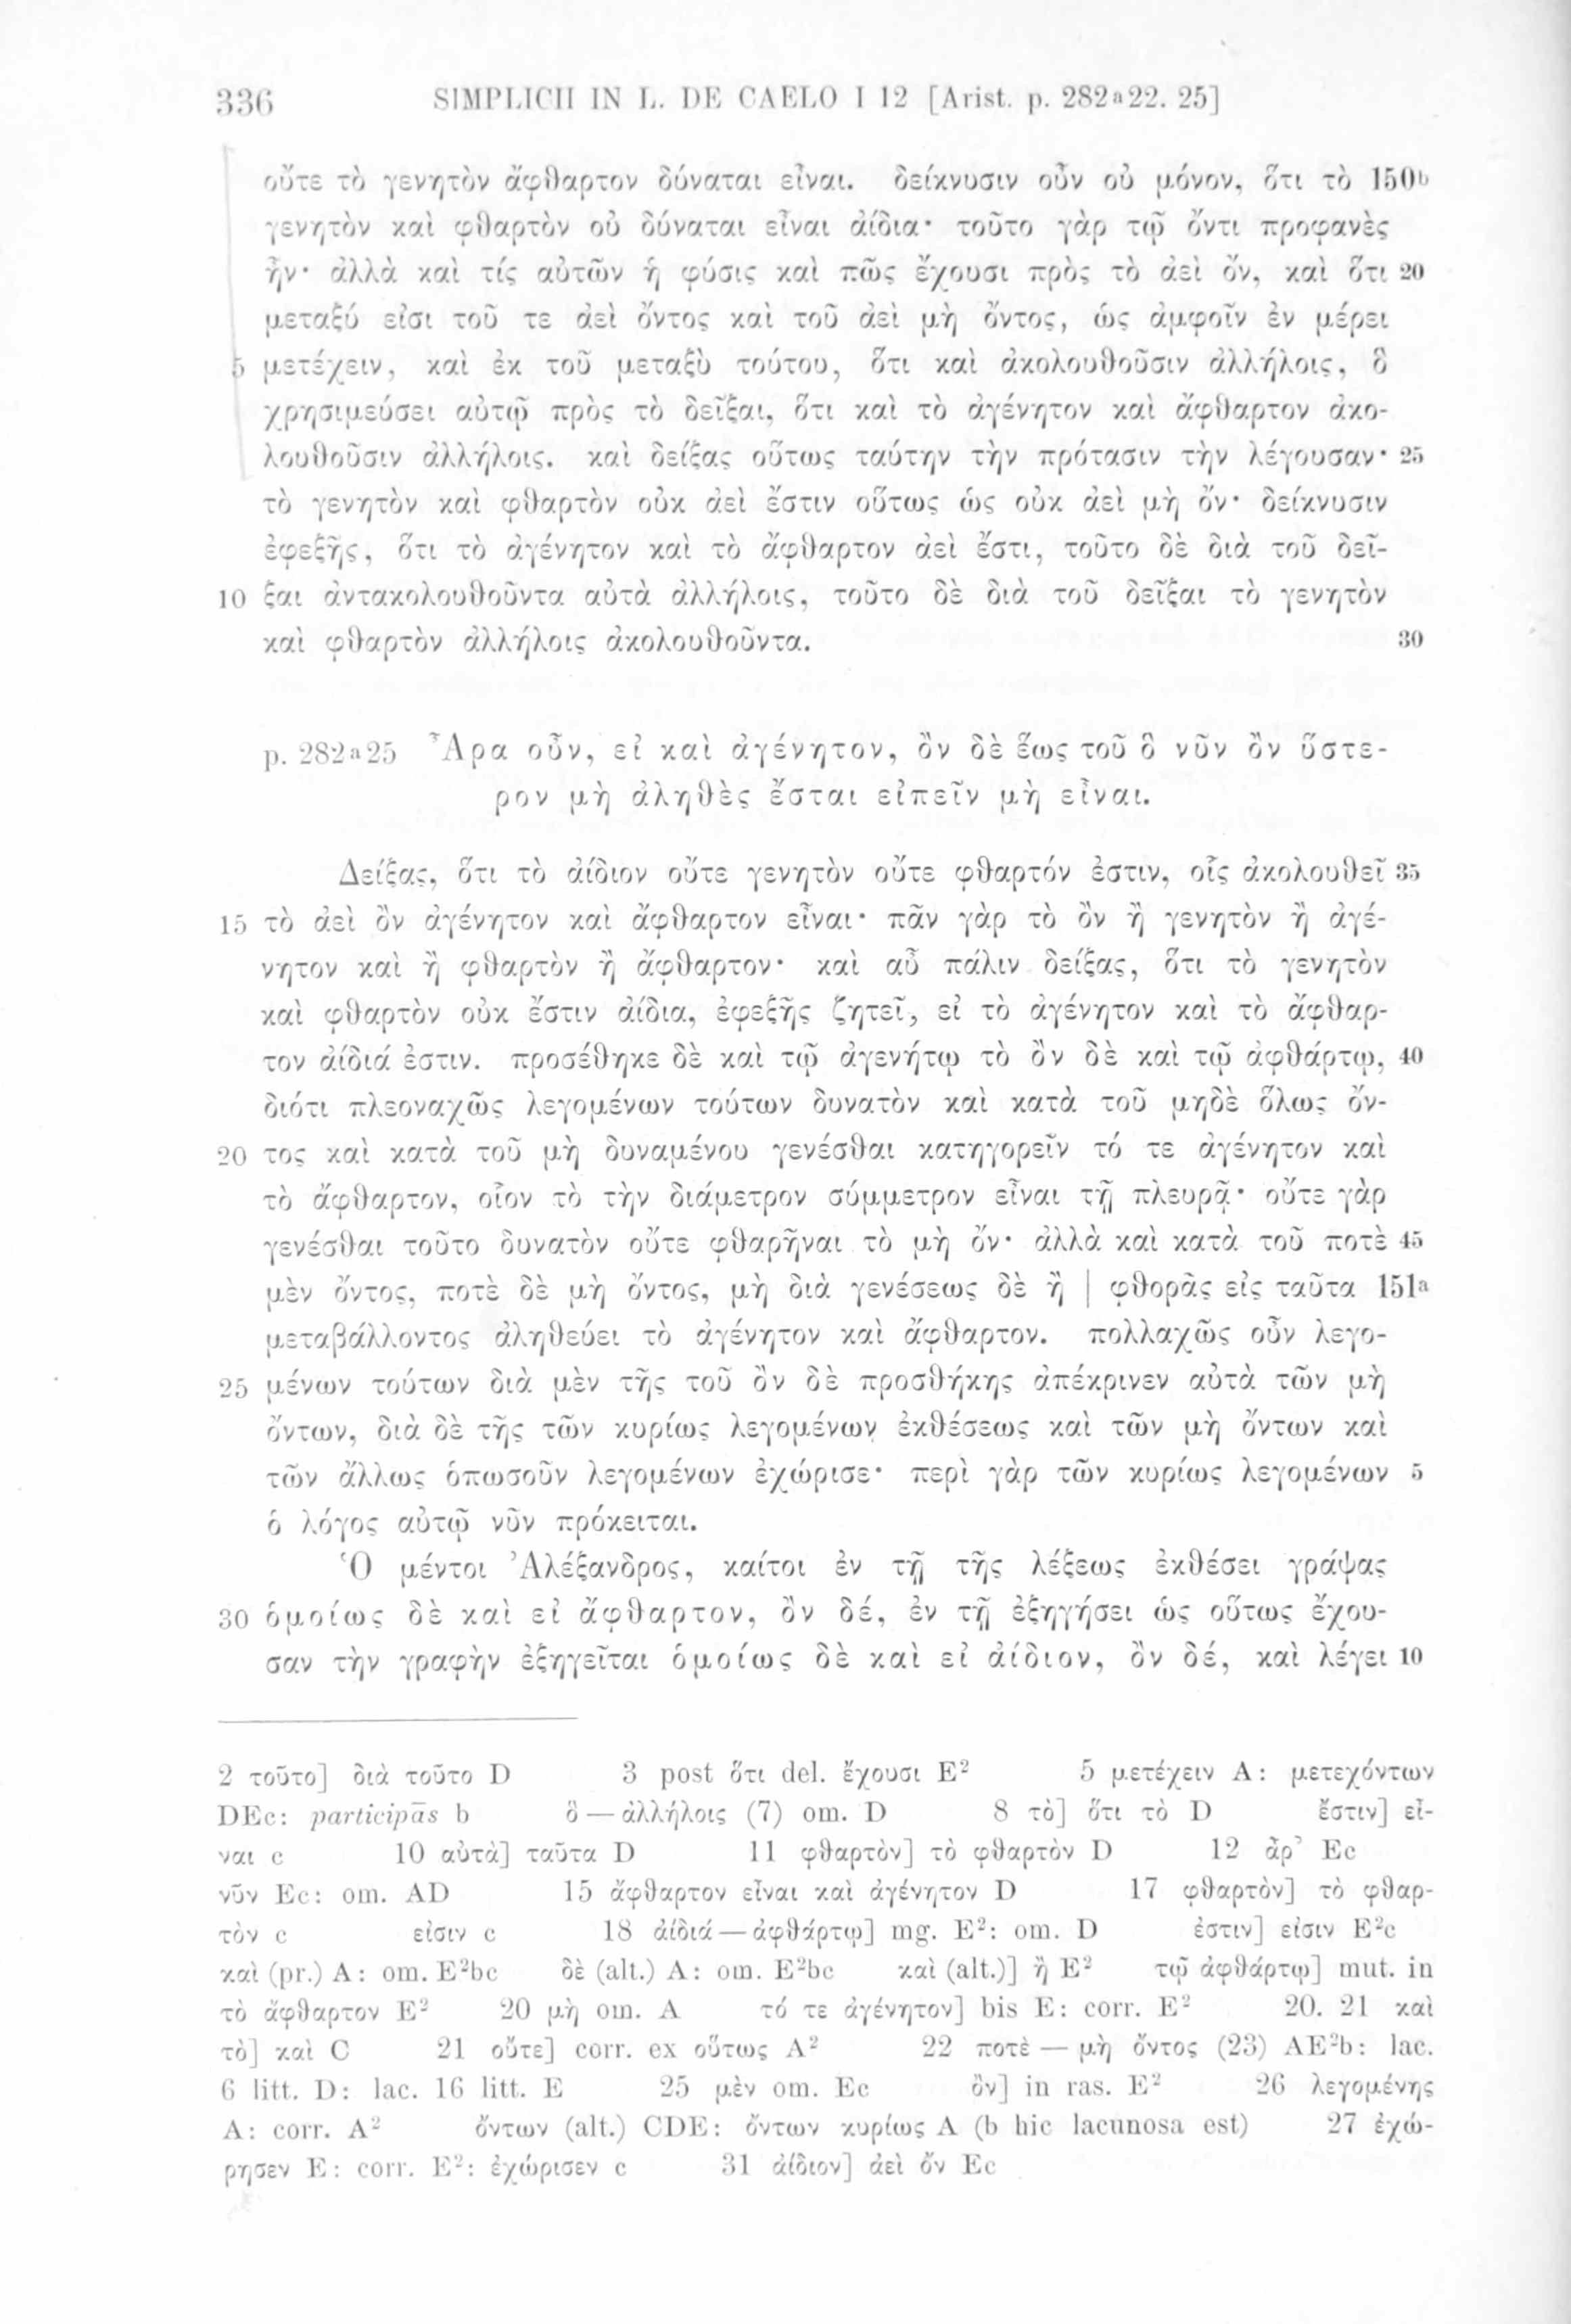 336 SIMPLICII IN L. DE CAELO I 12 [Arist. p. 282a22. 25]
οὔτε τὸ γενητὸν ἄφθαρτον δύναται εἶναι. δείκνυσιν οὖν οὐ μόνον, ὅτι τὸ 150b
γενητὸν καὶ φθαρτὸν οὐ δύναται εἶναι ἀίδια· τοῦτο γὰρ τῷ ὄντι προφανὲς
ἦν· ἀλλὰ καὶ τίς αὐτῶν ἡ φύσις καὶ πῶς ἔχουσι πρὸς τὸ ἀεὶ ὄν, καὶ ὅτι 20
μεταξύ εἰσι τοῦ τε ἀεὶ ὄντος καὶ τοῦ ἀεὶ μὴ ὄντος, ὡς ἀμφοῖν ἐν μέρει
5 μετέχειν, καὶ ἐκ τοῦ μεταξὺ τούτου, ὅτι καὶ ἀκολουθοῦσιν ἀλλήλοις, ὃ
χρησιμεύσει αὐτῷ πρὸς τὸ δεῖξαι, ὅτι καὶ τὸ ἀγένητον καὶ ἄφθαρτον ἀκο-
λουθοῦσιν ἀλλήλοις. καὶ δείξας οὕτως ταύτην τὴν πρότασιν τὴν λέγουσαν· 25
τὸ γενητὸν καὶ φθαρτὸν οὐκ ἀεὶ ἔστιν οὕτως ὡς οὐκ ἀεὶ μὴ ὄν· δείκνυσιν
ἐφεξῆς, ὅτι τὸ ἀγένητον καὶ τὸ ἄφθαρτον ἀεὶ ἔστι, τοῦτο δὲ διὰ τοῦ δεῖ-
10 ξαι ἀντακολουθοῦντα αὐτὰ ἀλλήλοις, τοῦτο δὲ διὰ τοῦ δεῖξαι τὸ γενητὸν
καὶ φθαρτὸν ἀλλήλοις ἀκολουθοῦντα. 30
p. 282a25 Ἆρα οὖν, εἰ καὶ ἀγένητον, ὂν δὲ ἕως τοῦ ὃ νῦν ὂν ὕστε-
ρον μὴ ἀληθὲς ἔσται εἰπεῖν μὴ εἶναι.
Δείξας, ὅτι τὸ ἀίδιον οὔτε γενητὸν οὔτε φθαρτόν ἐστιν, οἷς ἀκολουθεῖ 35
15 τὸ ἀεὶ ὂν ἀγένητον καὶ ἄφθαρτον εἶναι· πᾶν γὰρ τὸ ὂν ἢ γενητὸν ἢ ἀγέ-
νητον καὶ ἢ φθαρτὸν ἢ ἄφθαρτον· καὶ αὖ πάλιν δείξας, ὅτι τὸ γενητὸν
καὶ φθαρτὸν οὐκ ἔστιν ἀίδια, ἐφεξῆς ζητεῖ, εἰ τὸ ἀγένητον καὶ τὸ ἄφθαρ-
τον ἀίδιά ἐστιν. προσέθηκε δὲ καὶ τῷ ἀγενήτῳ τὸ ὂν δὲ καὶ τῷ ἀφθάρτῳ, 40
διότι πλεοναχῶς λεγομένων τούτων δυνατὸν καὶ κατὰ τοῦ μηδὲ ὅλως ὄν-
20 τος καὶ κατὰ τοῦ μὴ δυναμένου γενέσθαι κατηγορεῖν τό τε ἀγένητον καὶ
τὸ ἄφθαρτον, οἷον τὸ τὴν διάμετρον σύμμετρον εἶναι τῇ πλευρᾷ· οὔτε γὰρ
γενέσθαι τοῦτο δυνατὸν οὔτε φθαρῆναι τὸ μὴ ὄν· ἀλλὰ καὶ κατὰ τοῦ ποτὲ 45
μὲν ὄντος, ποτὲ δὲ μὴ ὄντος, μὴ διὰ γενέσεως δὲ ἢ | φθορᾶς εἰς ταῦτα 151a
μεταβάλλοντος ἀληθεύει τὸ ἀγένητον καὶ ἄφθαρτον. πολλαχῶς οὖν λεγο-
25 μένων τούτων διὰ μὲν τῆς τοῦ ὂν δὲ προσθήκης ἀπέκρινεν αὐτὰ τῶν μὴ
ὄντων, διὰ δὲ τῆς τῶν κυρίως λεγομένων ἐκθέσεως καὶ τῶν μὴ ὄντων καὶ
τῶν ἄλλως ὁπωσοῦν λεγομένων ἐχώρισε· περὶ γὰρ τῶν κυρίως λεγομένων 5
ὁ λόγος αὐτῷ νῦν πρόκειται.
Ὁ μέντοι Ἀλέξανδρος, καίτοι ἐν τῇ τῆς λέξεως ἐκθέσει γράψας
30 ὁμοίως δὲ καὶ εἰ ἄφθαρτον, ὂν δέ, ἐν τῇ ἐξηγήσει ὡς οὕτως ἔχου-
σαν τὴν γραφὴν ἐξηγεῖται ὁμοίως δὲ καὶ εἰ ἀίδιον, ὂν δέ, καὶ λέγει 10
2 τοῦτο] διὰ τοῦτο D 3 post ὅτι del. ἔχουσι E² 5 μετέχειν A: μετεχόντων
DEc: participās b ὃ — ἀλλήλοις (7) om. D 8 τὸ] ὅτι τὸ D ἔστιν] εἶ-
ναι c 10 αὐτὰ] ταῦτα D 11 φθαρτὸν] τὸ φθαρτὸν D 12 ἆρ' Ec
νῦν Ec: om. AD 15 ἄφθαρτον εἶναι καὶ ἀγένητον D 17 φθαρτὸν] τὸ φθαρ-
τὸν c εἰσιν c 18 ἀίδιά — ἀφθάρτῳ] mg. E²: om. D ἐστιν] εἰσιν E²c
καὶ (pr.) A: om. E²bc δὲ (alt.) A: om. E²bc καὶ (alt.)] ἢ E² τῷ ἀφθάρτῳ] mut. in
τὸ ἄφθαρτον E² 20 μὴ om. A τό τε ἀγένητον] bis E: corr. E² 20. 21 καὶ
τὸ] καὶ C 21 οὔτε] corr. ex οὕτως A² 22 ποτὲ — μὴ ὄντος (23) AE²b: lac.
6 litt. D: lac. 16 litt. E 25 μὲν om. Ec ὂν] in ras. E² 26 λεγομένης
A: corr. A² ὄντων (alt.) CDE: ὄντων κυρίως A (b hic lacunosa est) 27 ἐχώ-
ρησεν E: corr. E²: ἐχώρισεν c 31 ἀίδιον] ἀεὶ ὄν Ec